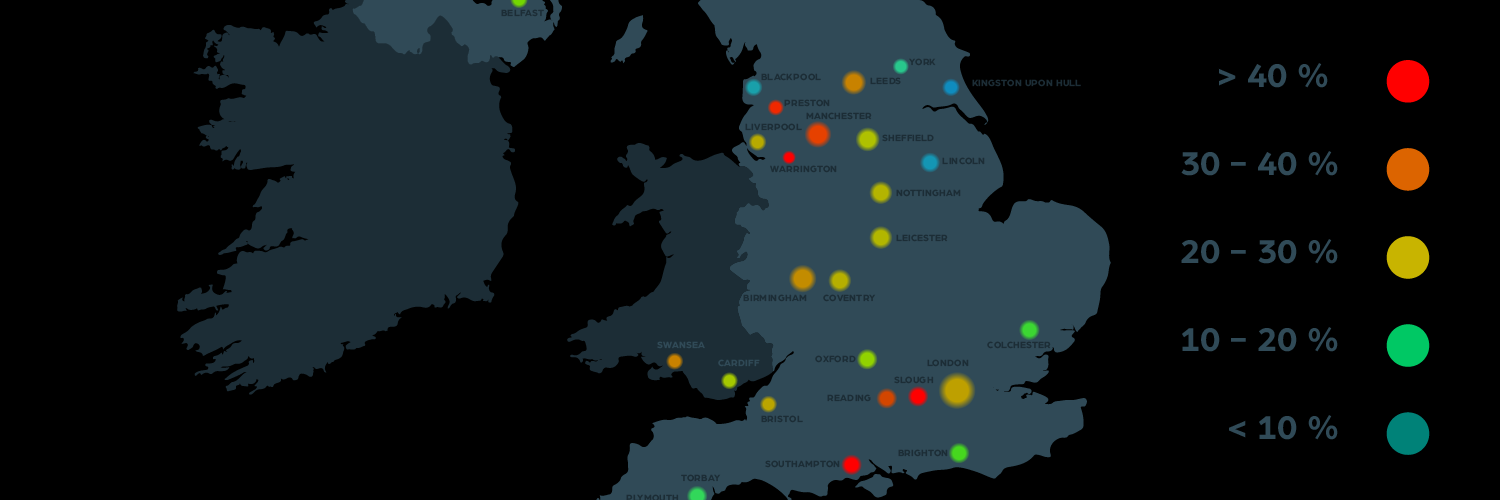 BELFAST
YORK
BLACKPOOL
LEEDS
KINGSTON UPON HULL
PRESTON
MANCHESTER
LIVERPOOL
SHEFFIELD
LINCOLN
WARRINGTON
NOTTINGHAM
LEICESTER
BIRMINGHAM
COVENTRY
COLCHESTER
SWANSEA
CARDIFF
OXFORD
LONDON
SLOUGH
READING
BRISTOL
BRIGHTON
SOUTHAMPTON
TORBAY
PLYMOUTH
> 40 %
30 – 40 %
20 – 30 %
10 – 20 %
< 10 %